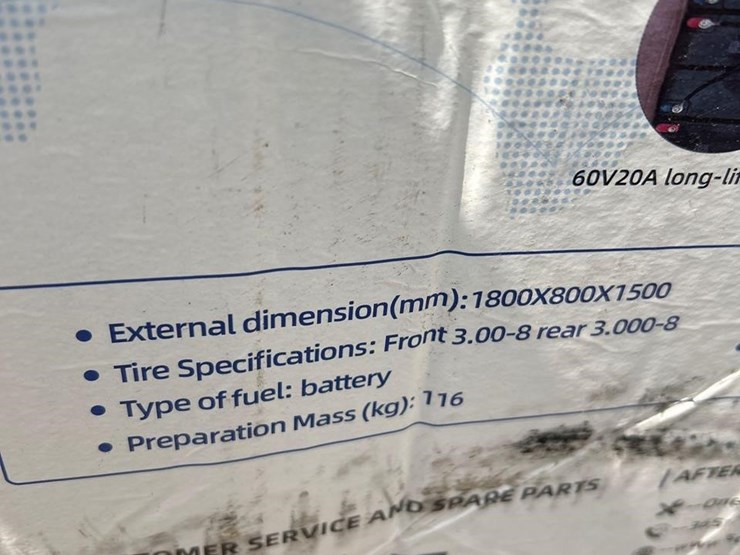 60V20A long-li
External dimension(mm):1800X800X1500
Tire Specifications: Front 3.00-8 rear 3.000-8
Type of fuel: battery
Preparation Mass (kg): 116
OMER SERVICE AND SPARE PARTS
AFTER